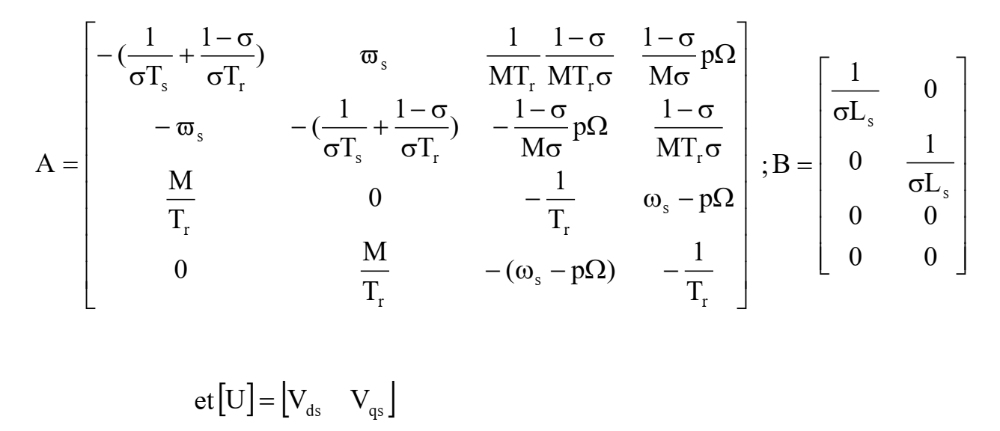 A = [ −(1/σT_s + (1−σ)/σT_r)   ϖ_s   1/MT_r (1−σ)/MT_rσ   (1−σ)/Mσ pΩ
−ϖ_s   −(1/σT_s + (1−σ)/σT_r)   −(1−σ)/Mσ pΩ   (1−σ)/MT_rσ
M/T_r   0   −1/T_r   ω_s − pΩ
0   M/T_r   −(ω_s − pΩ)   −1/T_r ]
; B = [ 1/σL_s   0
0   1/σL_s
0   0
0   0 ]
et [U] = ⌊V_ds   V_qs⌋